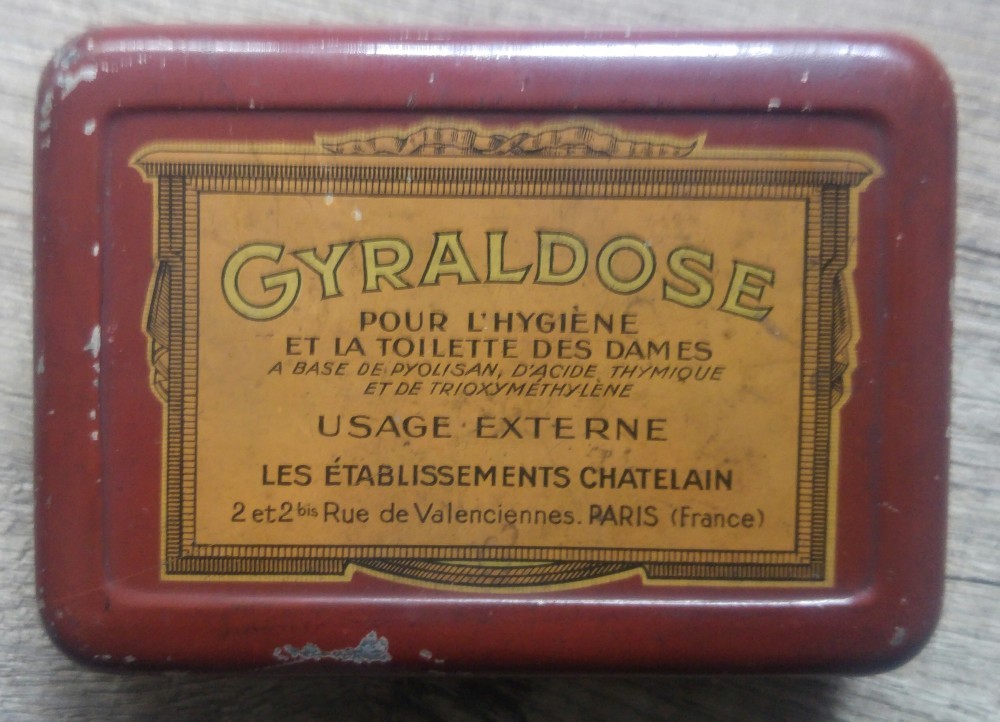 GYRALDOSE
POUR L'HYGIÈNE
ET LA TOILETTE DES DAMES
A BASE DE PYOLISAN, D'ACIDE THYMIQUE
ET DE TRIOXYMÉTHYLÈNE
USAGE EXTERNE
LES ÉTABLISSEMENTS CHATELAIN
2 et 2 bis Rue de Valenciennes. PARIS (France)